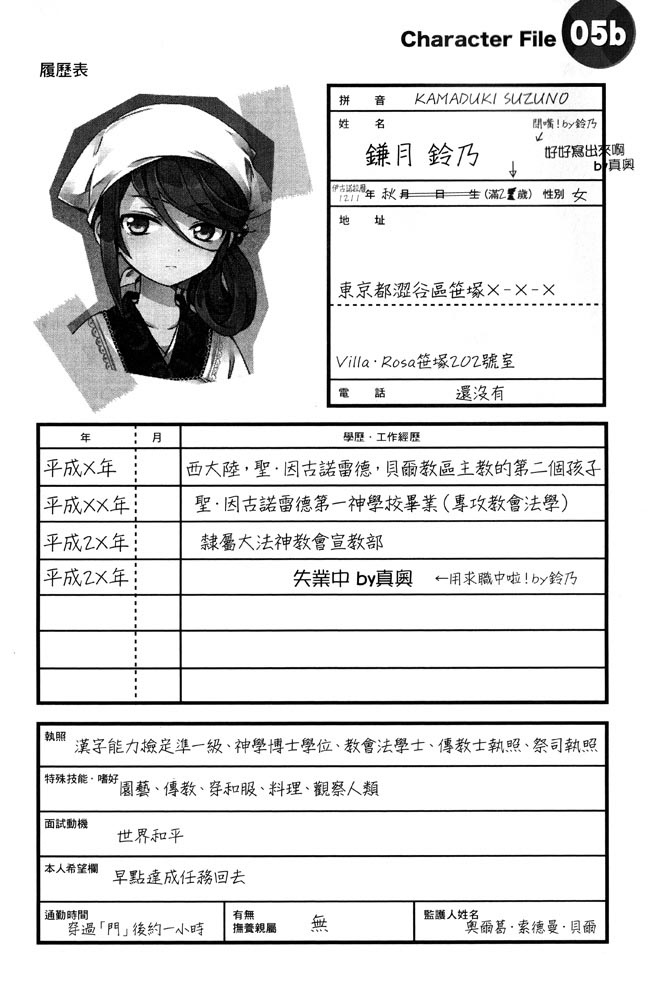 Character File 05b
履歷表
拼音 KAMADUKI SUZUNO
姓名
閉嘴!by鈴乃
鎌月 鈴乃
好好寫出來啊
by真奧
伊古諾拉曆
1211年 秋 月 日 生 (滿2 歲) 性別 女
地址
東京都澀谷區笹塚×-×-×
Villa·Rosa笹塚202號室
電話 還沒有
年 月 學歷·工作經歷
平成X年 西大陸,聖·因古諾雷德,貝爾教區主教的第二個孩子
平成XX年 聖·因古諾雷德第一神學校畢業(專攻教會法學)
平成2X年 隸屬大法神教會宣教部
平成2X年 失業中 by真奧 ←用求職中啦!by鈴乃
執照 漢字能力檢定準一級、神學博士學位、教會法學士、傳教士執照、祭司執照
特殊技能·嗜好 園藝、傳教、穿和服、料理、觀察人類
面試動機 世界和平
本人希望欄 早點達成任務回去
通勤時間 穿過「門」後約一小時
有無撫養親屬 無
監護人姓名 奧爾葛·索德曼·貝爾